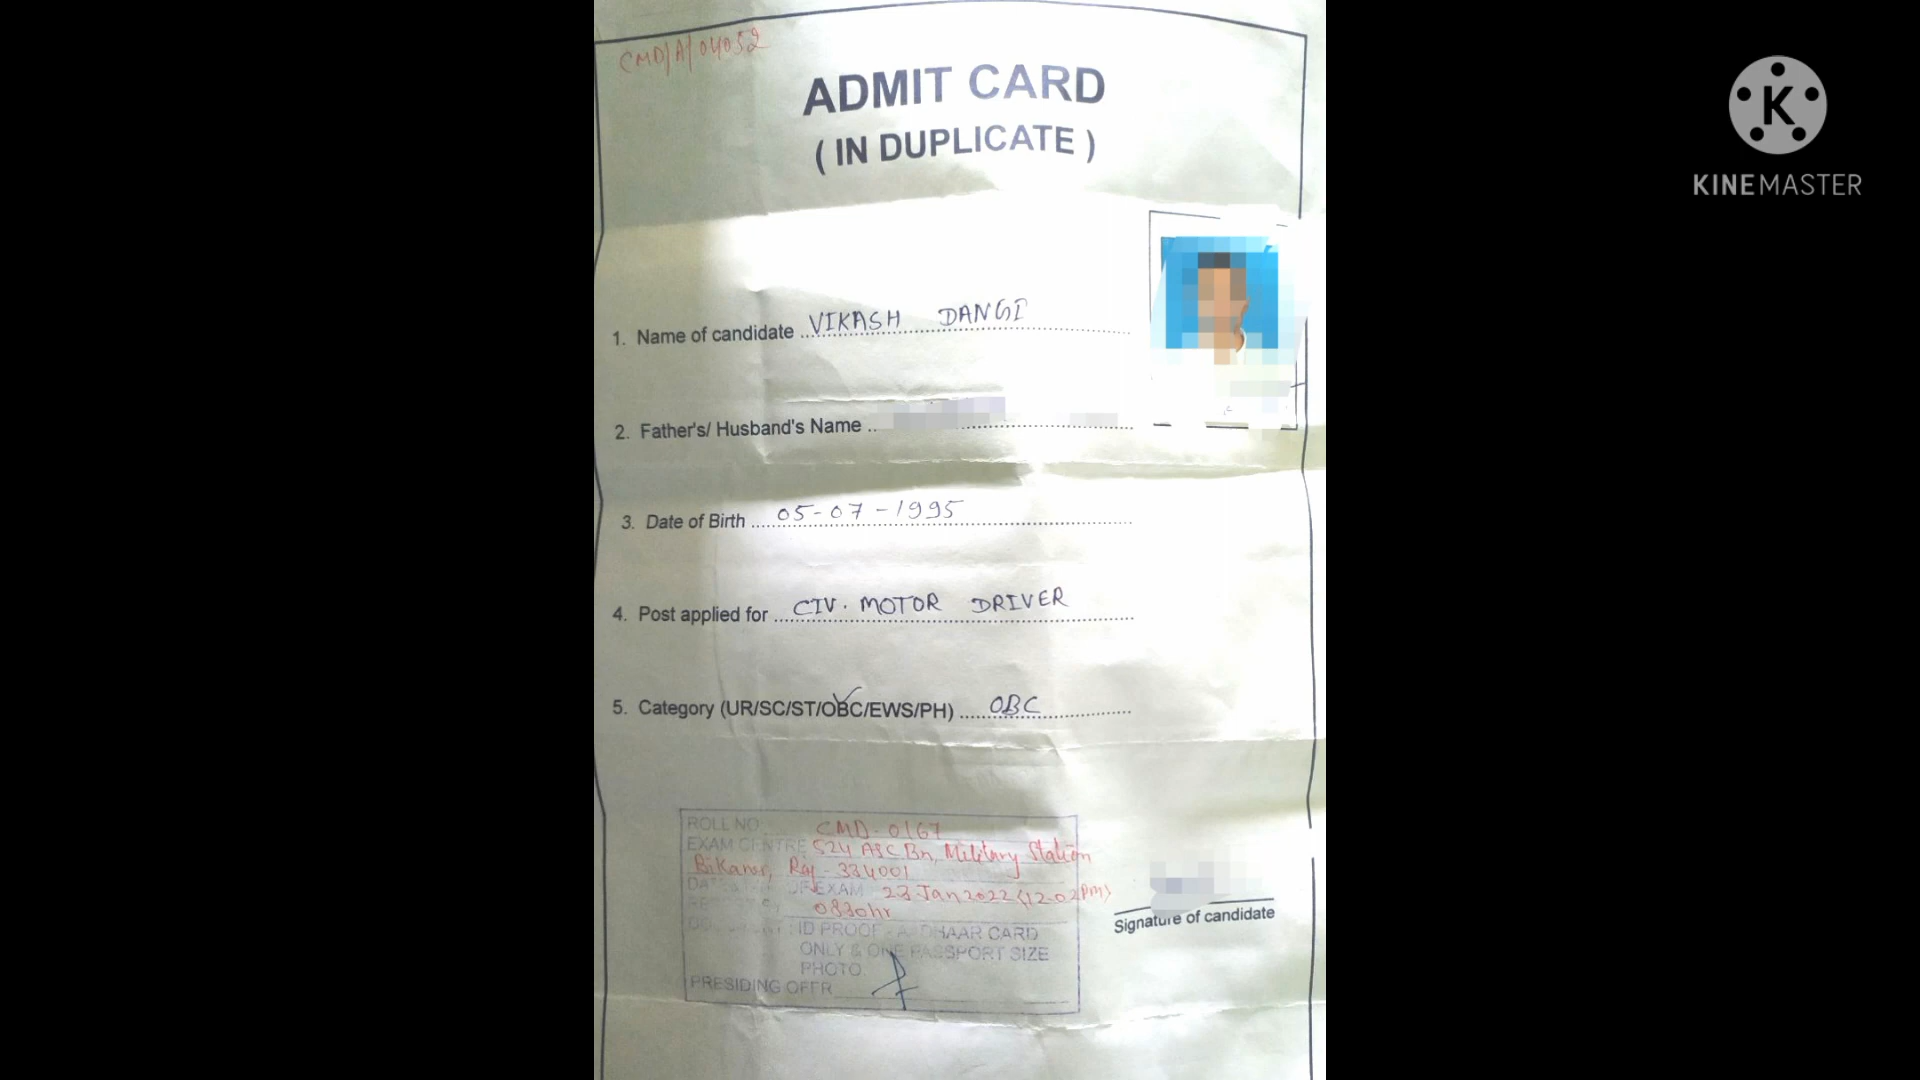 CMD/A/04052
ADMIT CARD
( IN DUPLICATE )
KINEMASTER
1. Name of candidate VIKASH DANGI
2. Father's/ Husband's Name
3. Date of Birth 05-07-1995
4. Post applied for CIV. MOTOR DRIVER
5. Category (UR/SC/ST/OBC/EWS/PH) OBC
ROLL NO CMD-0167
EXAM CENTRE 524 ASC Bn, Military Station
Bikaner, Raj - 334001
OF EXAM 23 Jan 2022 (12-02 Pm)
0830hr
ID PROOF - AADHAAR CARD
ONLY & ONE PASSPORT SIZE
PHOTO.
PRESIDING OFFR
Signature of candidate